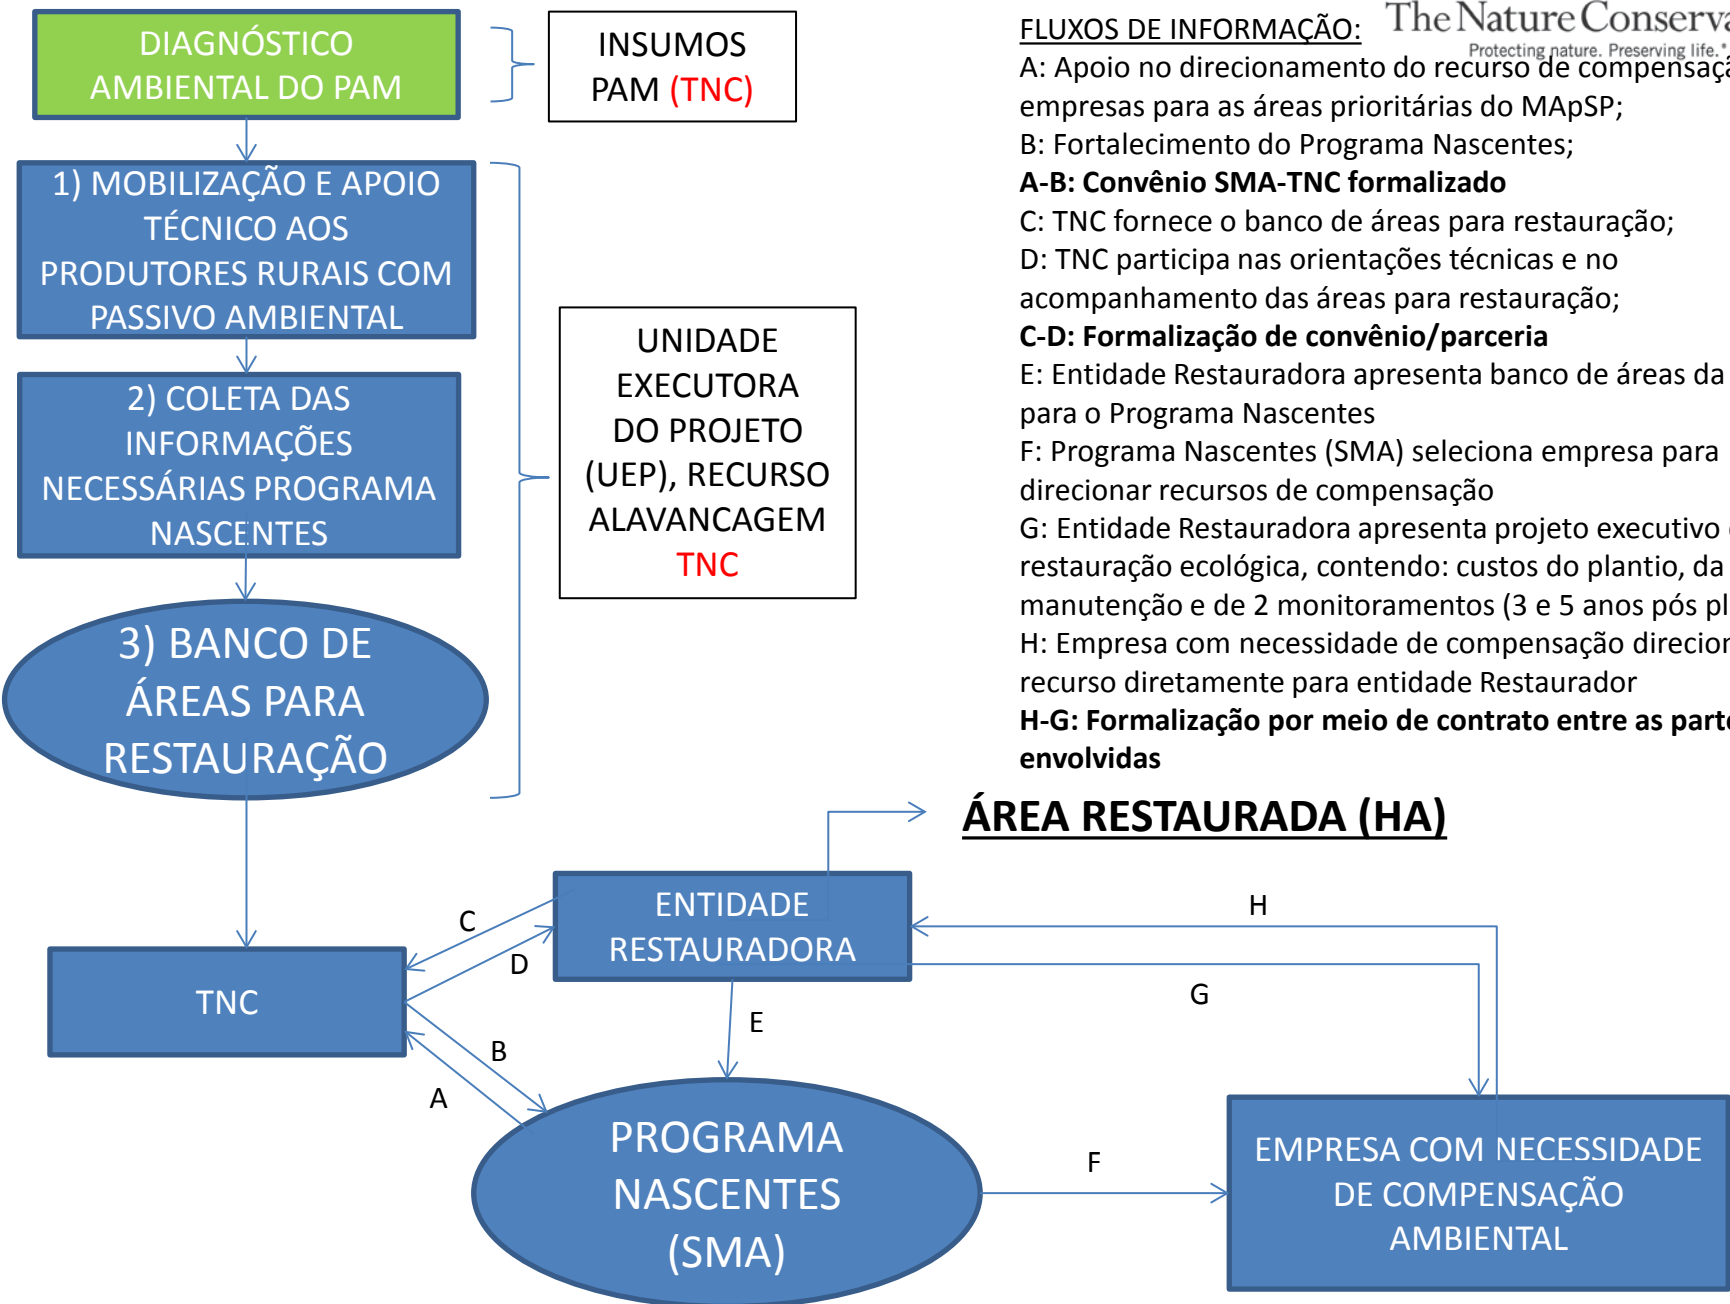 DIAGNÓSTICO
AMBIENTAL DO PAM
INSUMOS
PAM (TNC)
1) MOBILIZAÇÃO E APOIO
TÉCNICO AOS
PRODUTORES RURAIS COM
PASSIVO AMBIENTAL
2) COLETA DAS
INFORMAÇÕES
NECESSÁRIAS PROGRAMA
NASCENTES
3) BANCO DE
ÁREAS PARA
RESTAURAÇÃO
UNIDADE
EXECUTORA
DO PROJETO
(UEP), RECURSO
ALAVANCAGEM
TNC
The Nature
Protecting nature. Preserving life.®
FLUXOS DE INFORMAÇÃO:
A: Apoio no direcionamento do recurso de
empresas para as áreas prioritárias do MApSP;
B: Fortalecimento do Programa Nascentes;
A-B: Convênio SMA-TNC formalizado
C: TNC fornece o banco de áreas para restauração;
D: TNC participa nas orientações técnicas e no
acompanhamento das áreas para restauração;
C-D: Formalização de convênio/parceria
E: Entidade Restauradora apresenta banco de áreas da
para o Programa Nascentes
F: Programa Nascentes (SMA) seleciona empresa para
direcionar recursos de compensação
G: Entidade Restauradora apresenta projeto executivo
restauração ecológica, contendo: custos do plantio, da
manutenção e de 2 monitoramentos (3 e 5 anos pós
H: Empresa com necessidade de compensação
recurso diretamente para entidade Restaurador
H-G: Formalização por meio de contrato entre as
envolvidas
ÁREA RESTAURADA (HA)
ENTIDADE
RESTAURADORA
TNC
C
D
B
A
E
H
G
F
PROGRAMA
NASCENTES
(SMA)
EMPRESA COM NECESSIDADE
DE COMPENSAÇÃO
AMBIENTAL